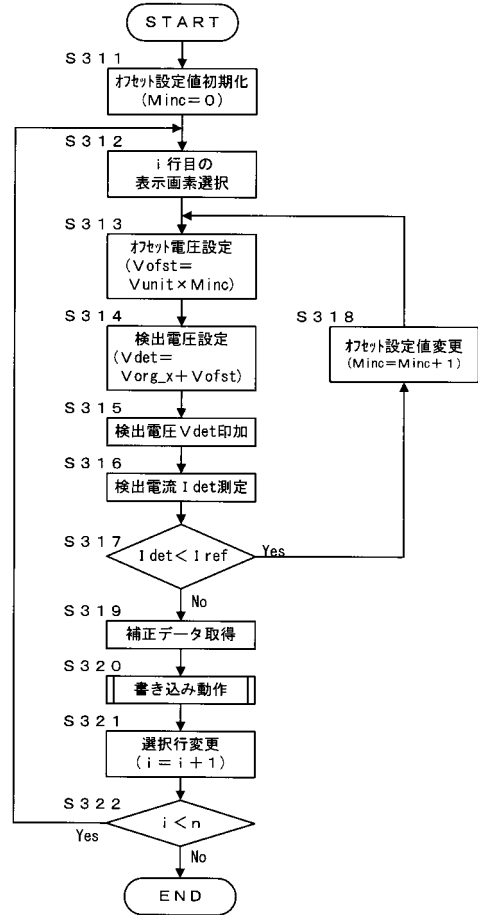 START
S311
オフセット設定値初期化
(Minc=0)
S312
i行目の
表示画素選択
S313
オフセット電圧設定
(Vofst=
Vunit×Minc)
S314
検出電圧設定
(Vdet=
Vorg_x+Vofst)
S318
オフセット設定値変更
(Minc=Minc+1)
S315
検出電圧Vdet印加
S316
検出電流Idet測定
S317
Idet<Iref
Yes
No
S319
補正データ取得
S320
書き込み動作
S321
選択行変更
(i=i+1)
S322
i<n
Yes
No
END